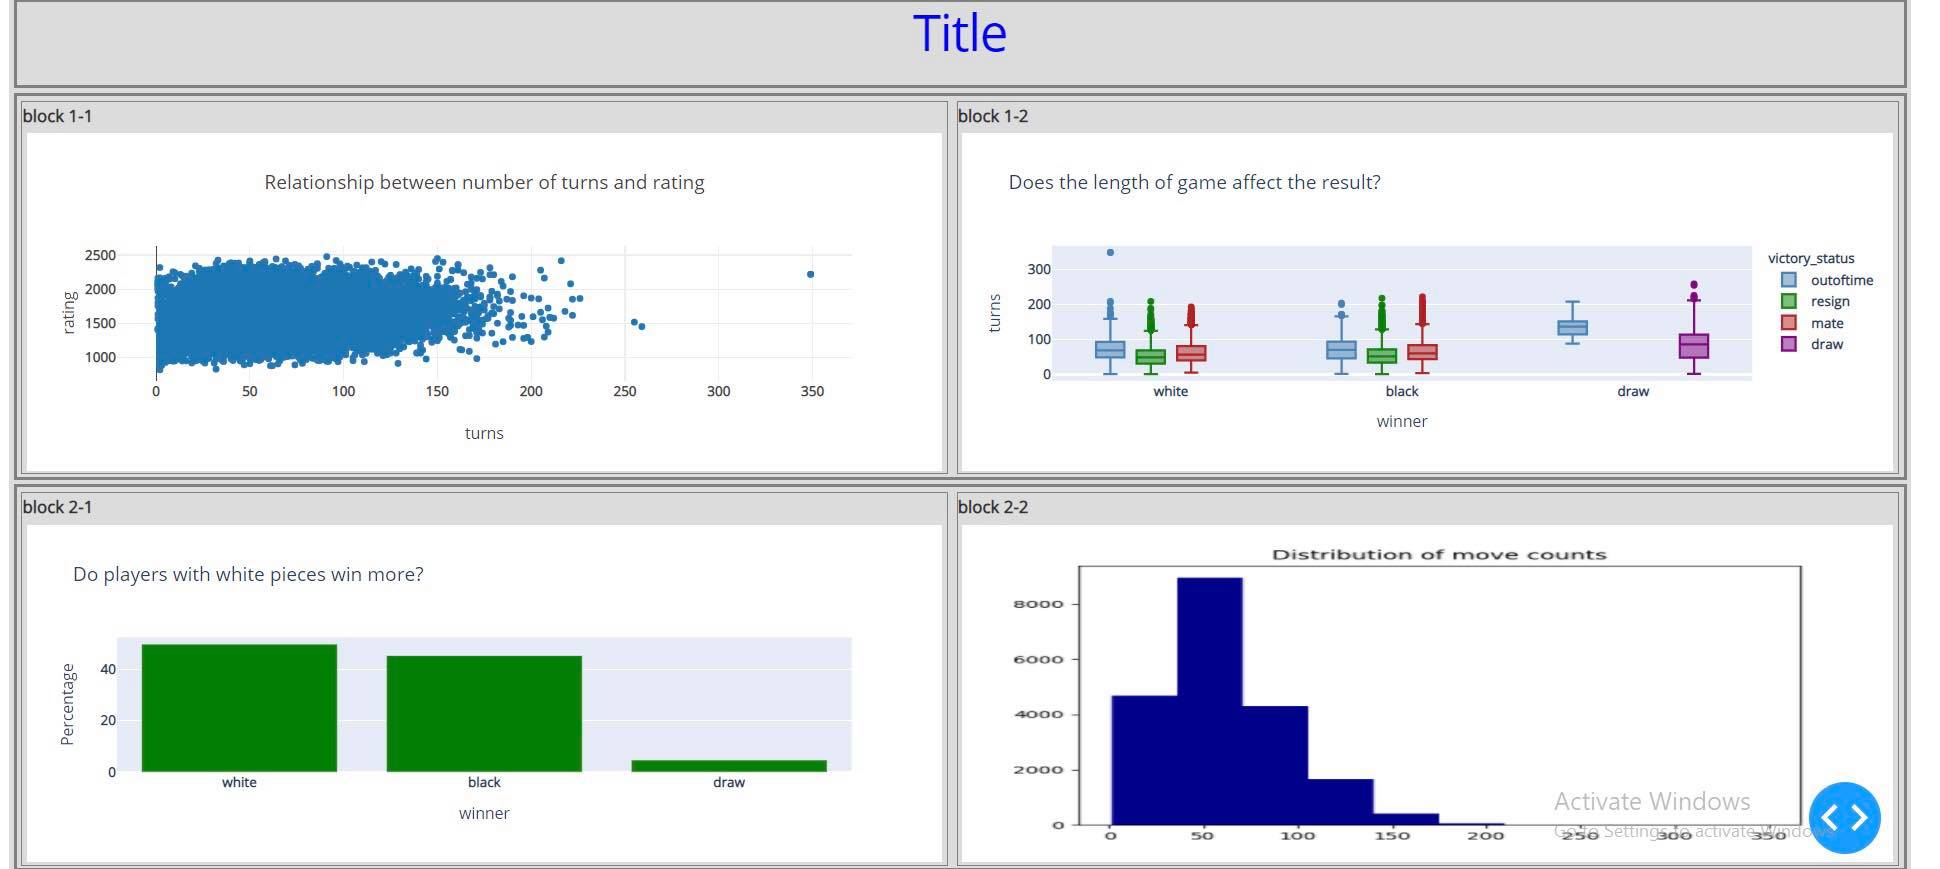 Title
block 1-1
Relationship between number of turns and rating
rating
2500
2000
1500
1000
0 50 100 150 200 250 300 350
turns
block 1-2
Does the length of game affect the result?
turns
300
200
100
0
white black draw
winner
victory_status
outoftime
resign
mate
draw
block 2-1
Do players with white pieces win more?
Percentage
40
20
0
white black draw
winner
block 2-2
Distribution of move counts
8000
6000
4000
2000
0
0 50 100 150 200 250 300 350
Activate Windows
Go to Settings to activate Windows